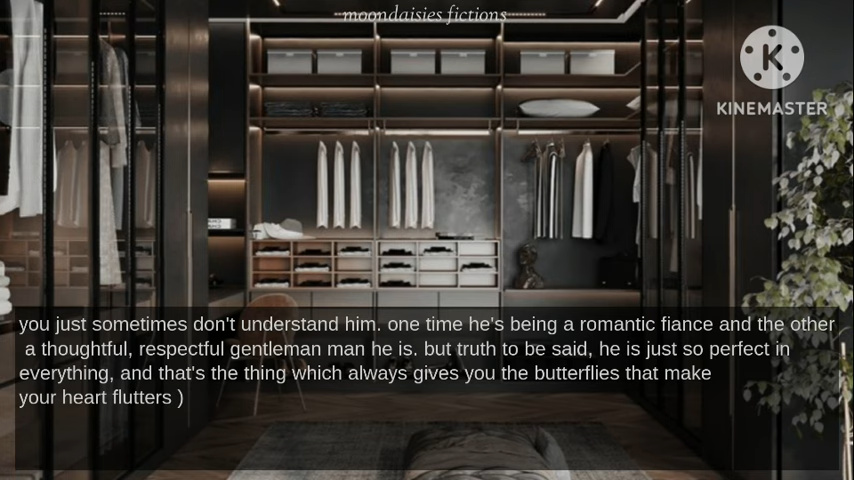 moondaisies fictions
KINEMASTER
you just sometimes don't understand him. one time he's being a romantic fiance and the other
a thoughtful, respectful gentleman man he is. but truth to be said, he is just so perfect in
everything, and that's the thing which always gives you the butterflies that make
your heart flutters )